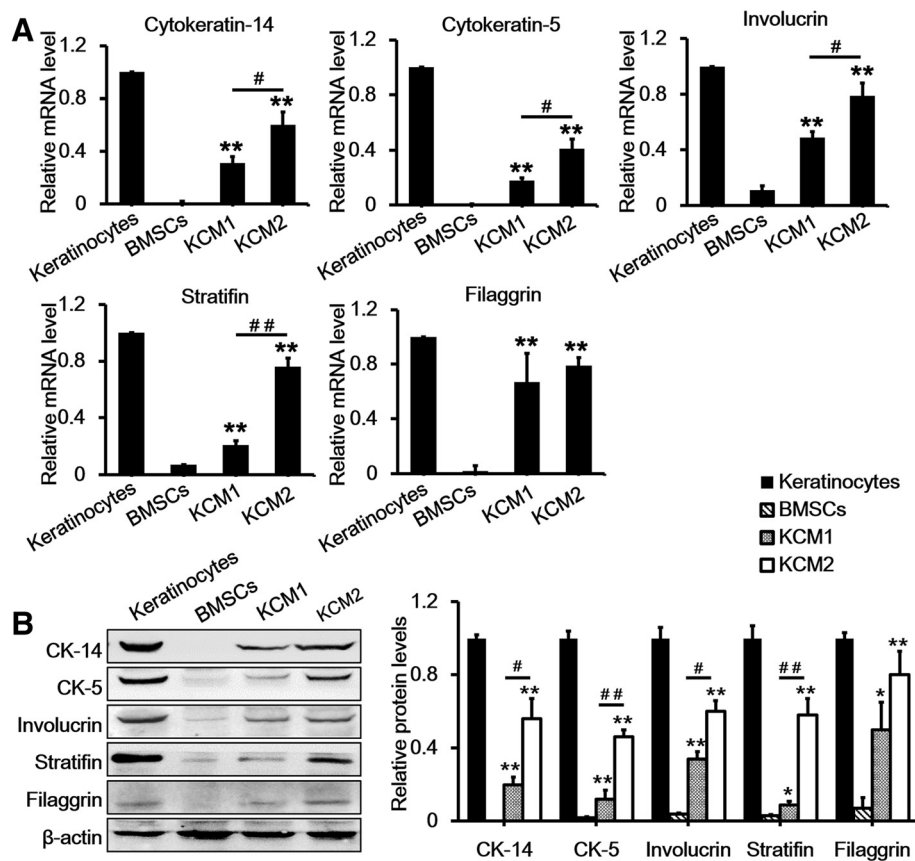 A
Cytokeratin-14
Relative mRNA level
1.2
0.8
0.4
0
**
#
**
Keratinocytes
BMSCs
KCM1
KCM2
Cytokeratin-5
Relative mRNA level
1.2
0.8
0.4
0
**
#
**
Keratinocytes
BMSCs
KCM1
KCM2
Involucrin
Relative mRNA level
1.2
0.8
0.4
0
**
#
**
Keratinocytes
BMSCs
KCM1
KCM2
Stratifin
Relative mRNA level
1.2
0.8
0.4
0
**
##
**
Keratinocytes
BMSCs
KCM1
KCM2
Filaggrin
Relative mRNA level
1.2
0.8
0.4
0
**
**
Keratinocytes
BMSCs
KCM1
KCM2
Keratinocytes
BMSCs
KCM1
KCM2
B
Keratinocytes
BMSCs
KCM1
KCM2
CK-14
CK-5
Involucrin
Stratifin
Filaggrin
β-actin
Relative protein levels
1.2
0.8
0.4
0
**
#
**
**
##
**
**
#
**
*
##
**
*
**
CK-14
CK-5
Involucrin
Stratifin
Filaggrin